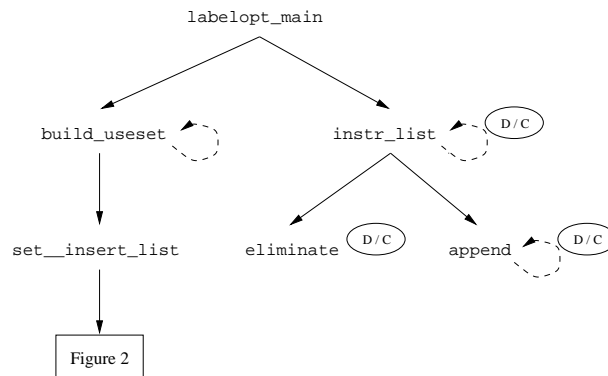 labelopt_main
build_useset
instr_list
D / C
set__insert_list
eliminate
D / C
append
D / C
Figure 2